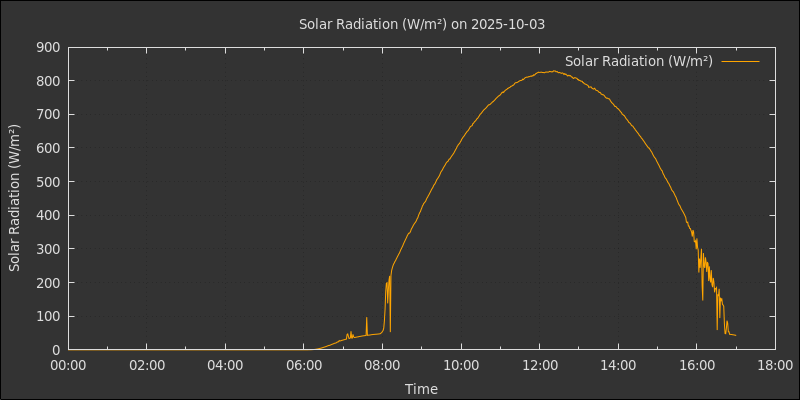 Solar Radiation (W/m²) on 2025-10-03
Solar Radiation (W/m²)
Solar Radiation (W/m²)
900
800
700
600
500
400
300
200
100
0
00:00 02:00 04:00 06:00 08:00 10:00 12:00 14:00 16:00 18:00
Time